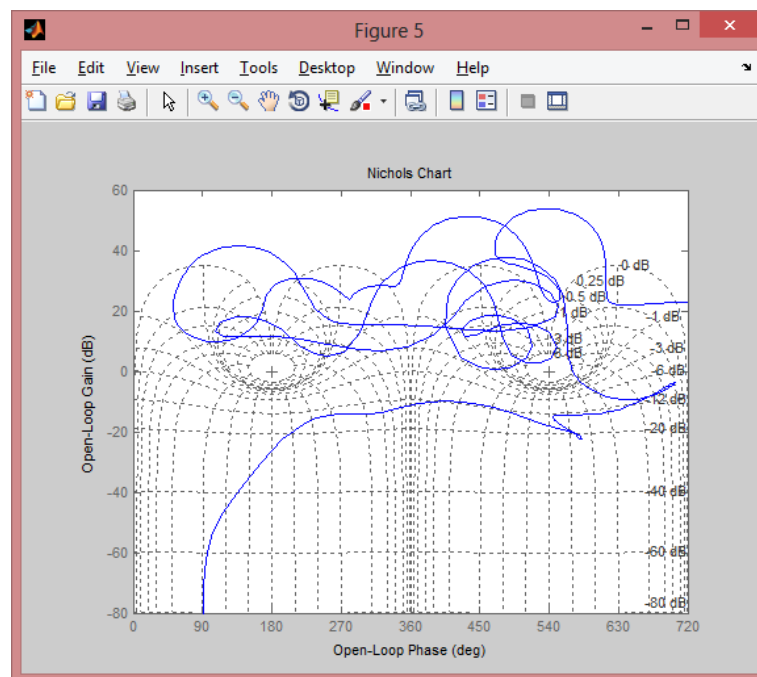 Figure 5
File Edit View Insert Tools Desktop Window Help
Nichols Chart
60
40
20
0
-20
-40
-60
-80
Open-Loop Gain (dB)
0 dB
0.25 dB
0.5 dB
1 dB
3 dB
6 dB
-1 dB
-3 dB
-6 dB
-12 dB
-20 dB
-40 dB
-60 dB
-80 dB
0 90 180 270 360 450 540 630 720
Open-Loop Phase (deg)